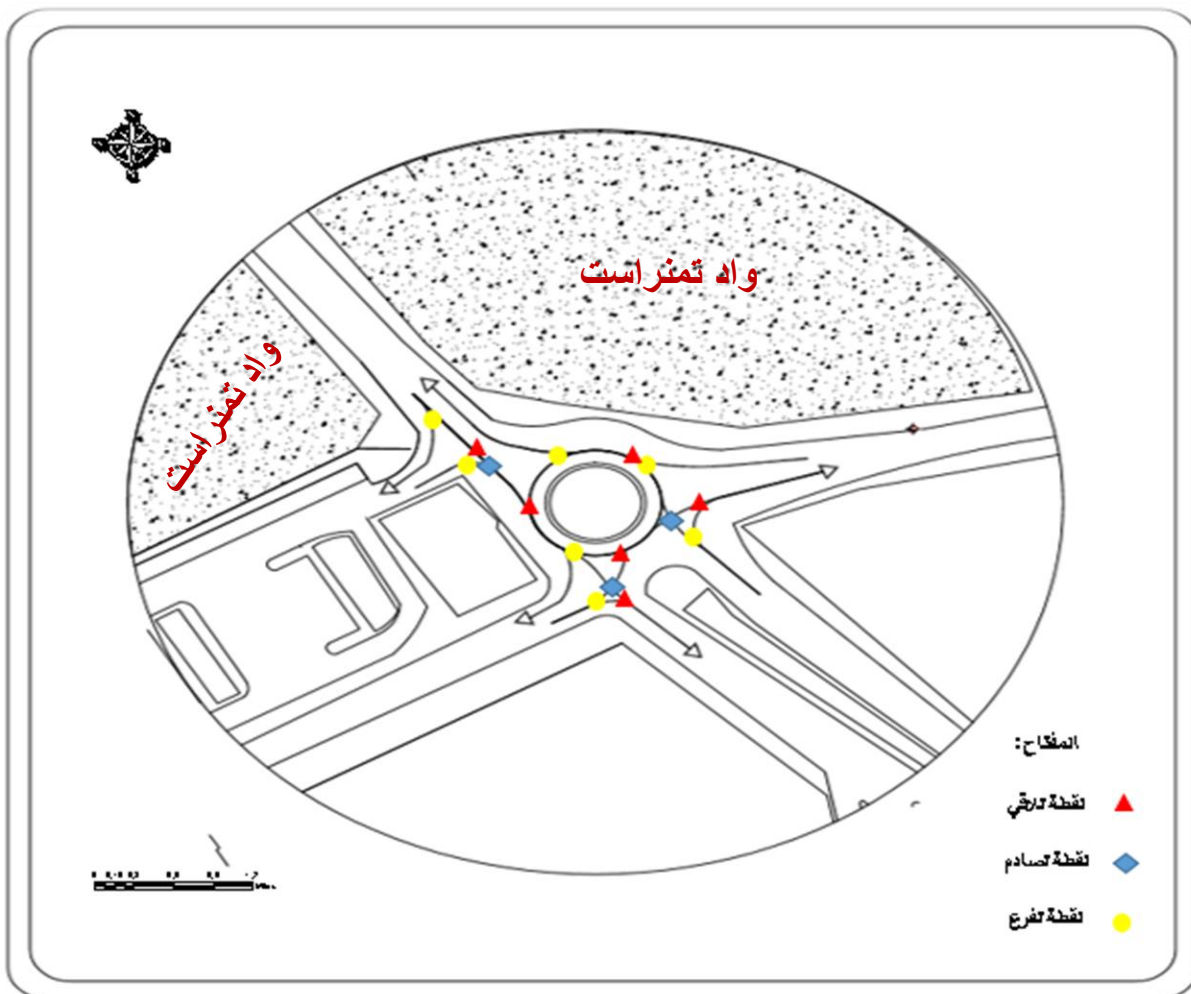 واد تمنراست
واد تمنراست
المفتاح:
نقطة تلاقي
نقطة تصادم
نقطة تفرع